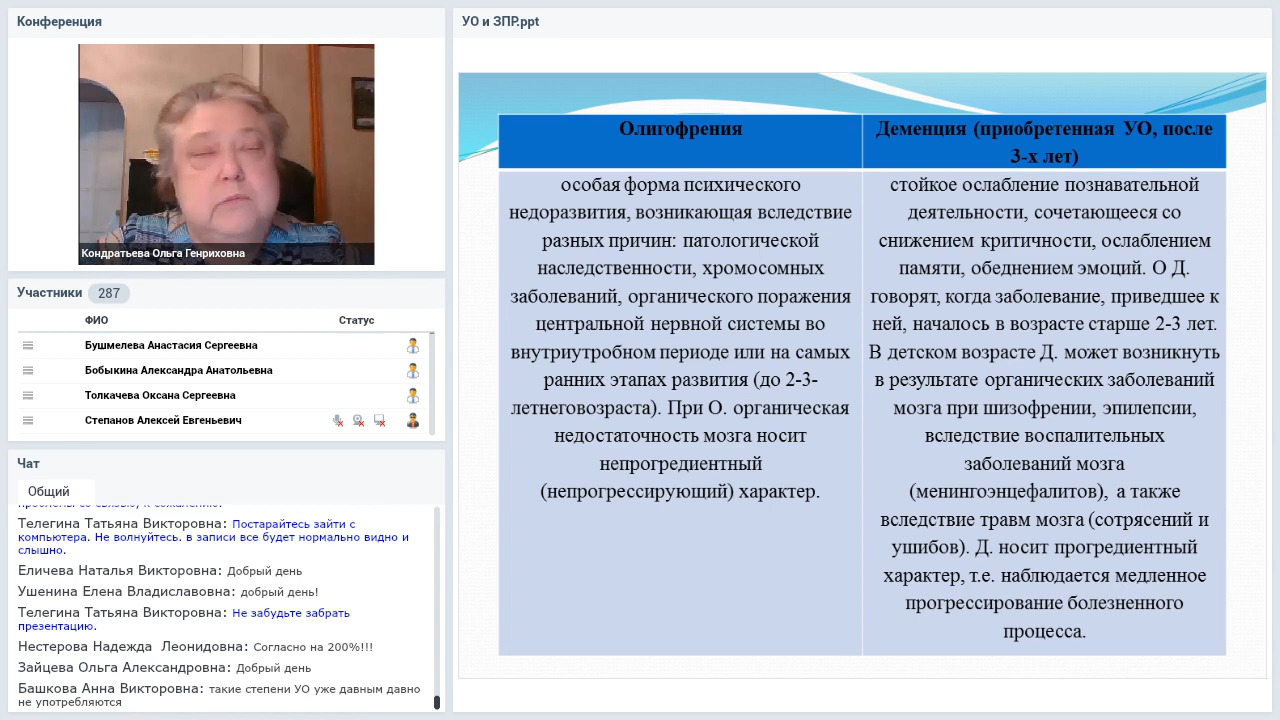 Конференция
Кондратьева Ольга Генриховна
Участники 287
ФИО Статус
Бушмелева Анастасия Сергеевна
Бобыкина Александра Анатольевна
Толкачева Оксана Сергеевна
Степанов Алексей Евгеньевич
Чат
Общий
Телегина Татьяна Викторовна: Постарайтесь зайти с
компьютера. Не волнуйтесь. в записи все будет нормально видно и
слышно.
Еличева Наталья Викторовна: Добрый день
Ушенина Елена Владиславовна: добрый день!
Телегина Татьяна Викторовна: Не забудьте забрать
презентацию.
Нестерова Надежда Леонидовна: Согласно на 200%!!!
Зайцева Ольга Александровна: Добрый день
Башкова Анна Викторовна: такие степени УО уже давным давно
не употребляются
УО и ЗПР.ppt
Олигофрения
особая форма психического
недоразвития, возникающая вследствие
разных причин: патологической
наследственности, хромосомных
заболеваний, органического поражения
центральной нервной системы во
внутриутробном периоде или на самых
ранних этапах развития (до 2-3-
летнеговозраста). При О. органическая
недостаточность мозга носит
непрогредиентный
(непрогрессирующий) характер.
Деменция (приобретенная УО, после
3-х лет)
стойкое ослабление познавательной
деятельности, сочетающееся со
снижением критичности, ослаблением
памяти, обеднением эмоций. О Д.
говорят, когда заболевание, приведшее к
ней, началось в возрасте старше 2-3 лет.
В детском возрасте Д. может возникнуть
в результате органических заболеваний
мозга при шизофрении, эпилепсии,
вследствие воспалительных
заболеваний мозга
(менингоэнцефалитов), а также
вследствие травм мозга (сотрясений и
ушибов). Д. носит прогредиентный
характер, т.е. наблюдается медленное
прогрессирование болезненного
процесса.